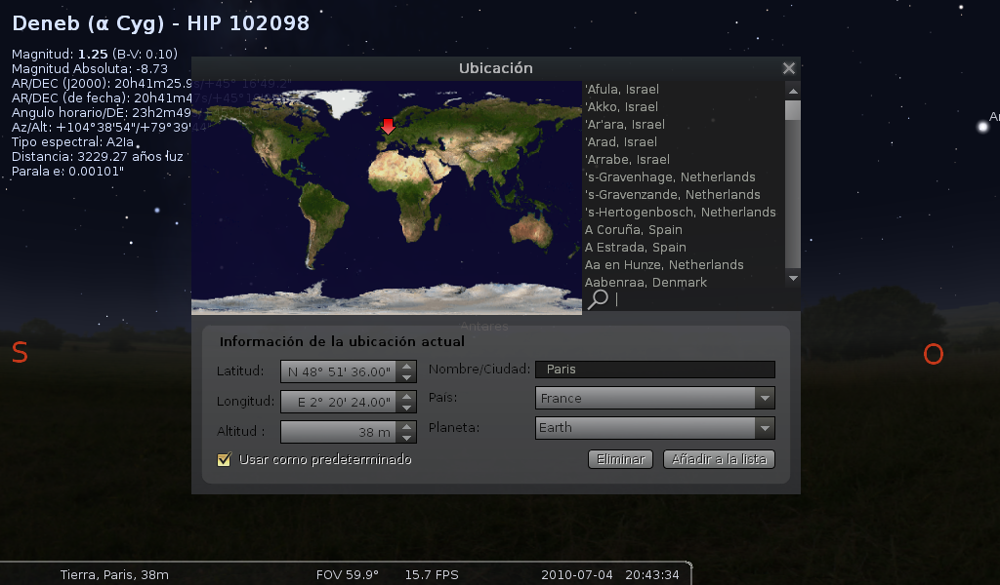 Deneb (α Cyg) - HIP 102098
Magnitud: 1.25 (B-V: 0.10)
Magnitud Absoluta: -8.73
AR/DEC (J2000): 20h41m25.9s/+45° 16'49.2"
AR/DEC (de fecha): 20h41m47s/+45°
Angulo horario/DE: 23h2m49
Az/Alt: +104°38'54"/+79°39'44"
Tipo espectral: A2Ia
Distancia: 3229.27 años luz
Parala e: 0.00101"
Ubicación
'Afula, Israel
'Akko, Israel
'Ar'ara, Israel
'Arad, Israel
'Arrabe, Israel
's-Gravenhage, Netherlands
's-Gravenzande, Netherlands
's-Hertogenbosch, Netherlands
A Coruña, Spain
A Estrada, Spain
Aa en Hunze, Netherlands
Aabenraa, Denmark
Ar
Antares
S
O
Información de la ubicación actual
Latitud: N 48° 51' 36.00" Nombre/Ciudad: Paris
Longitud: E 2° 20' 24.00" País: France
Altitud : 38 m Planeta: Earth
Usar como predeterminado Eliminar Añadir a la lista
Tierra, Paris, 38m FOV 59.9° 15.7 FPS 2010-07-04 20:43:34